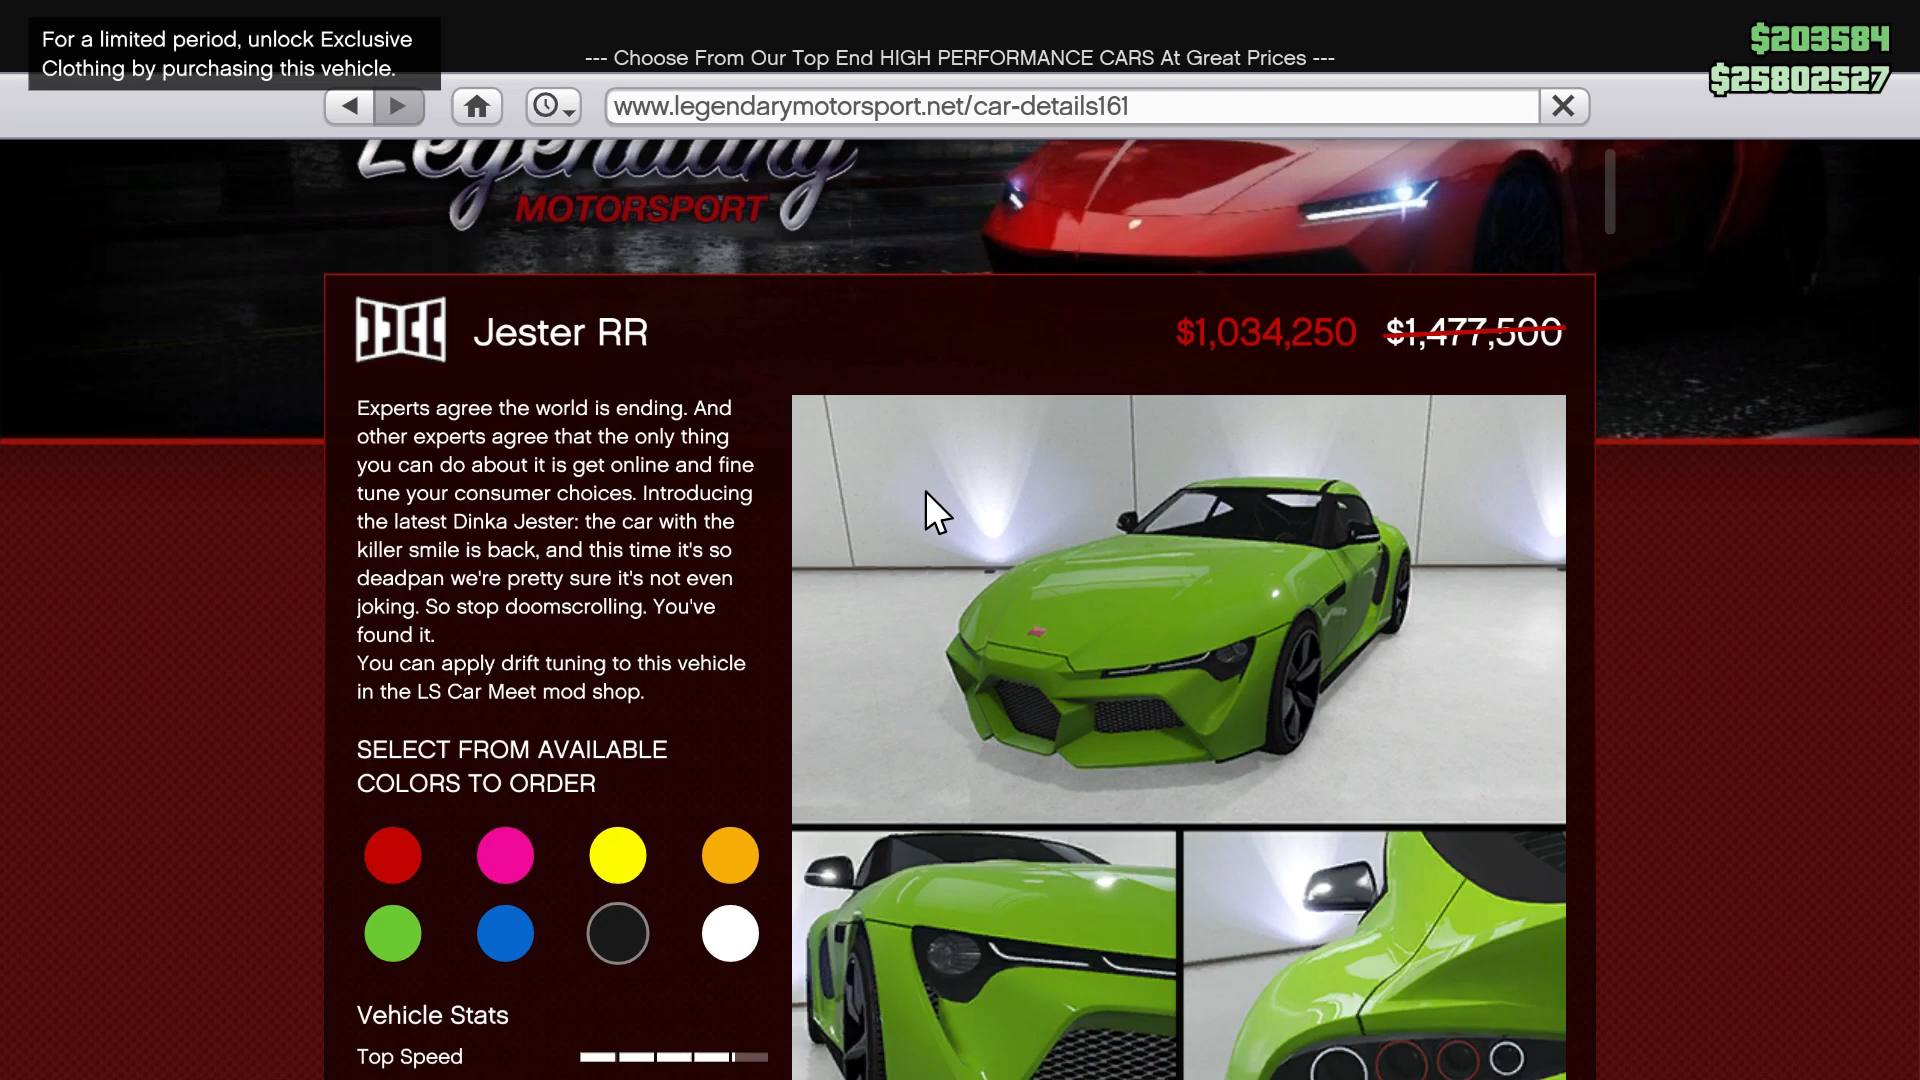 For a limited period, unlock Exclusive
Clothing by purchasing this vehicle.
--- Choose From Our Top End HIGH PERFORMANCE CARS At Great Prices ---
$203584
$25802527
www.legendarymotorsport.net/car-details161
Legendary
MOTORSPORT
Jester RR
$1,034,250 $1,477,500
Experts agree the world is ending. And
other experts agree that the only thing
you can do about it is get online and fine
tune your consumer choices. Introducing
the latest Dinka Jester: the car with the
killer smile is back, and this time it's so
deadpan we're pretty sure it's not even
joking. So stop doomscrolling. You've
found it.
You can apply drift tuning to this vehicle
in the LS Car Meet mod shop.
SELECT FROM AVAILABLE
COLORS TO ORDER
Vehicle Stats
Top Speed